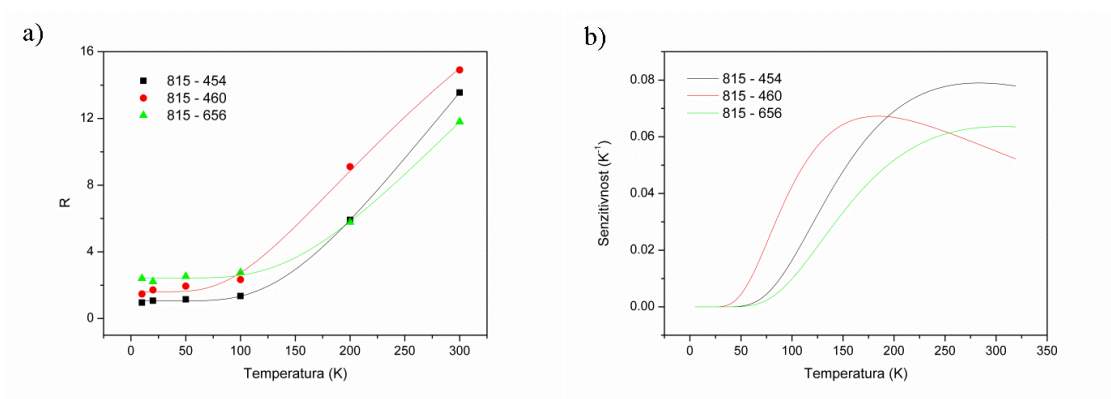 a)
16
12
8
4
0
R
815 - 454
815 - 460
815 - 656
0 50 100 150 200 250 300
Temperatura (K)
b)
0.08
0.06
0.04
0.02
0.00
Senzitivnost (K⁻¹)
815 - 454
815 - 460
815 - 656
0 50 100 150 200 250 300 350
Temperatura (K)